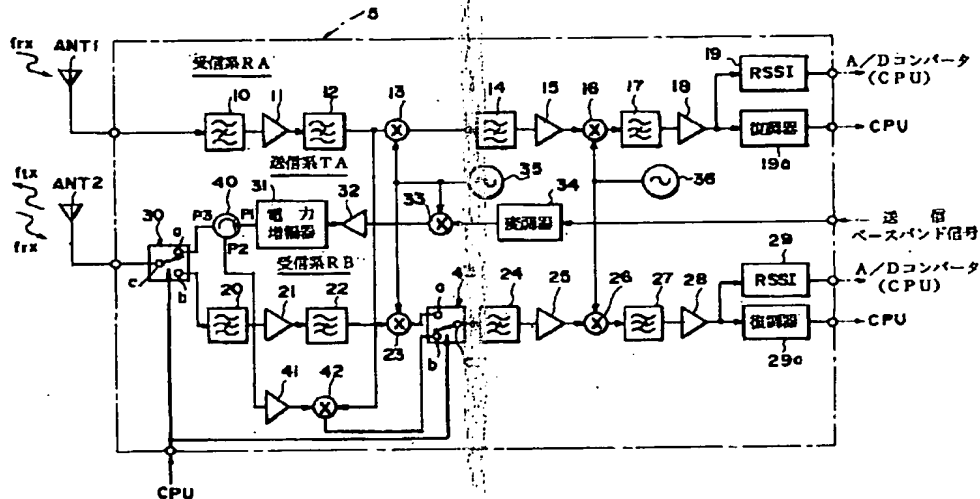 5
frx
ANT1
受信系RA
10
11
12
13
14
15
16
17
18
19
RSSI
A/Dコンバータ
(CPU)
復調器
19a
CPU
ftx
frx
ANT2
送信系TA
40
31
32
33
34
35
36
30
a
b
c
P3
P1
P2
電力
増幅器
変調器
送信
ベースバンド信号
受信系RB
20
21
22
23
a
b
c
24
25
26
27
28
29
RSSI
A/Dコンバータ
(CPU)
復調器
29a
CPU
41
42
CPU